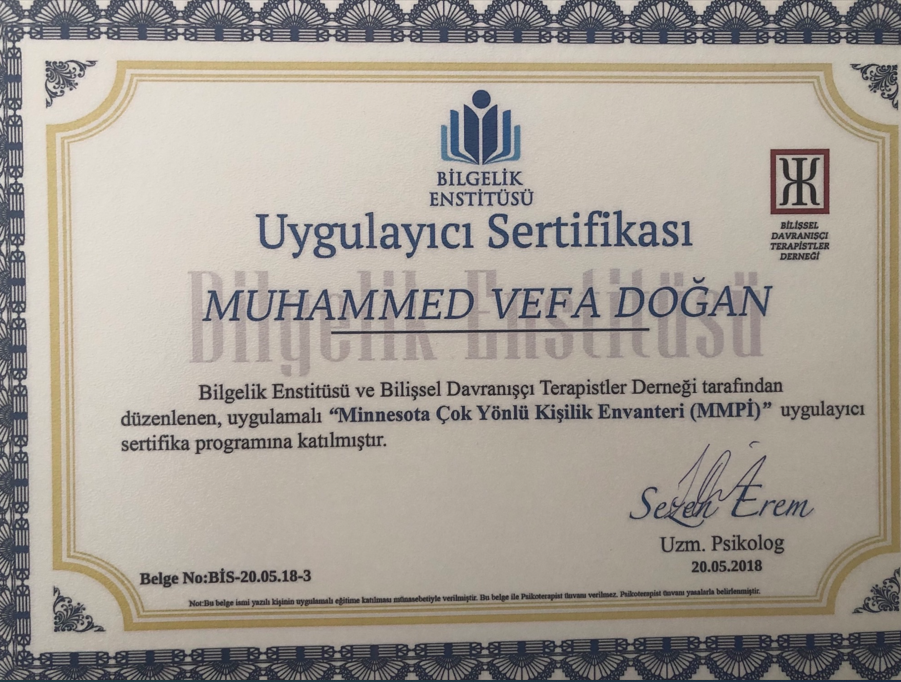 BİLGELİK
ENSTİTÜSÜ
Uygulayıcı Sertifikası
BİLİŞSEL
DAVRANIŞÇI
TERAPİSTLER
DERNEĞİ
Bilgelik Enstitüsü
MUHAMMED VEFA DOĞAN
Bilgelik Enstitüsü ve Bilişsel Davranışçı Terapistler Derneği tarafından
düzenlenen, uygulamalı “Minnesota Çok Yönlü Kişilik Envanteri (MMPİ)” uygulayıcı
sertifika programına katılmıştır.
Sezen Erem
Uzm. Psikolog
20.05.2018
Belge No:BİS-20.05.18-3
Not:Bu belge ismi yazılı kişinin uygulamalı eğitime katılması münasebetiyle verilmiştir. Bu belge ile Psikoterapist ünvanı verilmez. Psikoterapist ünvanı yasalarla belirlenmiştir.